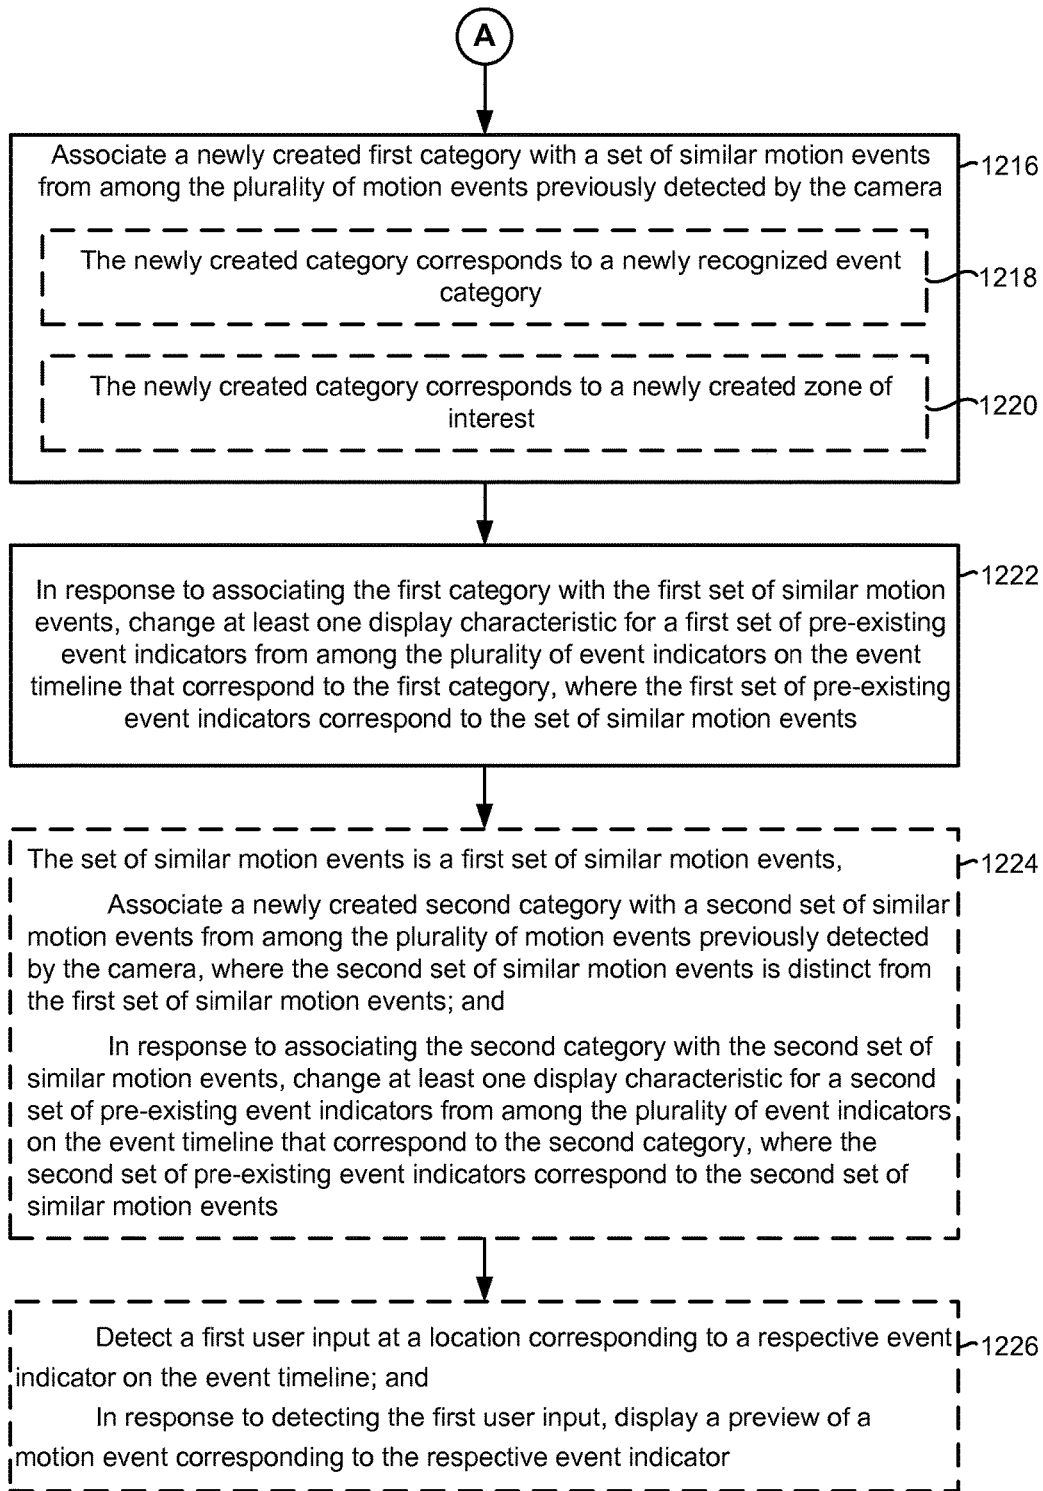 A
Associate a newly created first category with a set of similar motion events
from among the plurality of motion events previously detected by the camera
1216
The newly created category corresponds to a newly recognized event
category
1218
The newly created category corresponds to a newly created zone of
interest
1220
In response to associating the first category with the first set of similar motion
events, change at least one display characteristic for a first set of pre-existing
event indicators from among the plurality of event indicators on the event
timeline that correspond to the first category, where the first set of pre-existing
event indicators correspond to the set of similar motion events
1222
The set of similar motion events is a first set of similar motion events,
Associate a newly created second category with a second set of similar
motion events from among the plurality of motion events previously detected
by the camera, where the second set of similar motion events is distinct from
the first set of similar motion events; and
In response to associating the second category with the second set of
similar motion events, change at least one display characteristic for a second
set of pre-existing event indicators from among the plurality of event indicators
on the event timeline that correspond to the second category, where the
second set of pre-existing event indicators correspond to the second set of
similar motion events
1224
Detect a first user input at a location corresponding to a respective event
indicator on the event timeline; and
In response to detecting the first user input, display a preview of a
motion event corresponding to the respective event indicator
1226